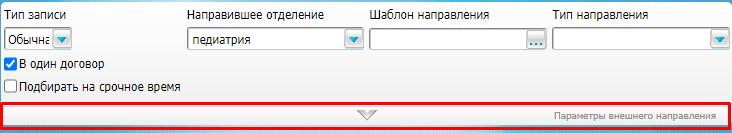 Тип записи Направившее отделение Шаблон направления Тип направления
Обычна педиатрия ...
В один договор
Подбирать на срочное время
Параметры внешнего направления